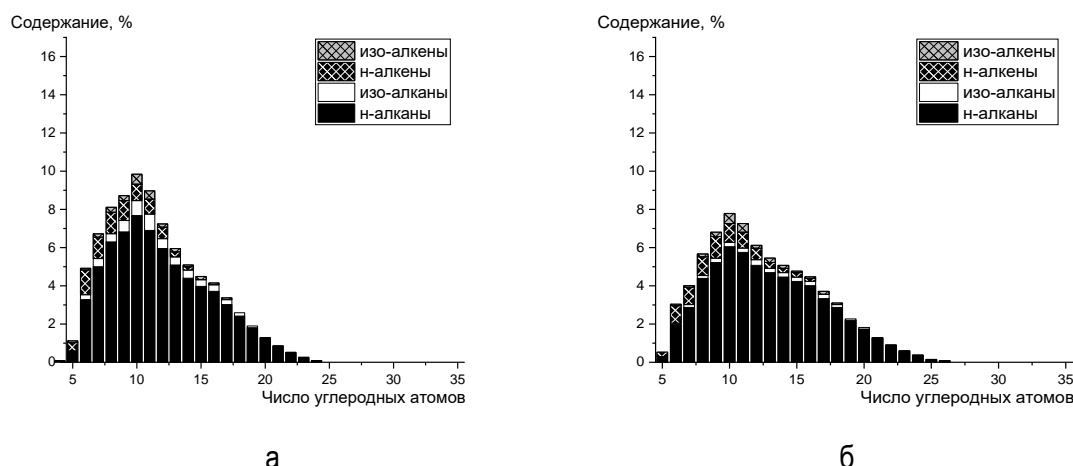 Содержание, %
16
14
12
10
8
6
4
2
0
изо-алкены
н-алкены
изо-алканы
н-алканы
5 10 15 20 25 30 35
Число углеродных атомов
а
Содержание, %
16
14
12
10
8
6
4
2
0
изо-алкены
н-алкены
изо-алканы
н-алканы
5 10 15 20 25 30 35
Число углеродных атомов
б